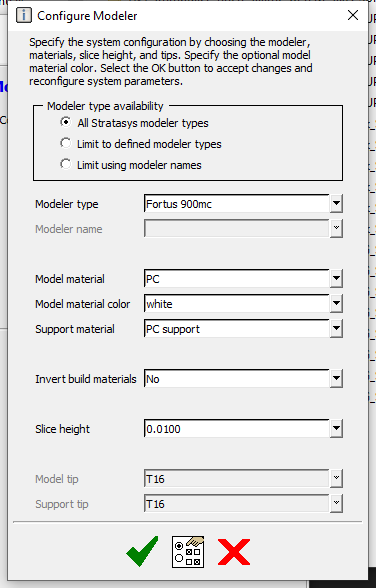 Configure Modeler
Specify the system configuration by choosing the modeler,
materials, slice height, and tips. Specify the optional model
material color. Select the OK button to accept changes and
reconfigure system parameters.
Modeler type availability
All Stratasys modeler types
Limit to defined modeler types
Limit using modeler names
Modeler type Fortus 900mc
Modeler name
Model material PC
Model material color white
Support material PC support
Invert build materials No
Slice height 0.0100
Model tip T16
Support tip T16